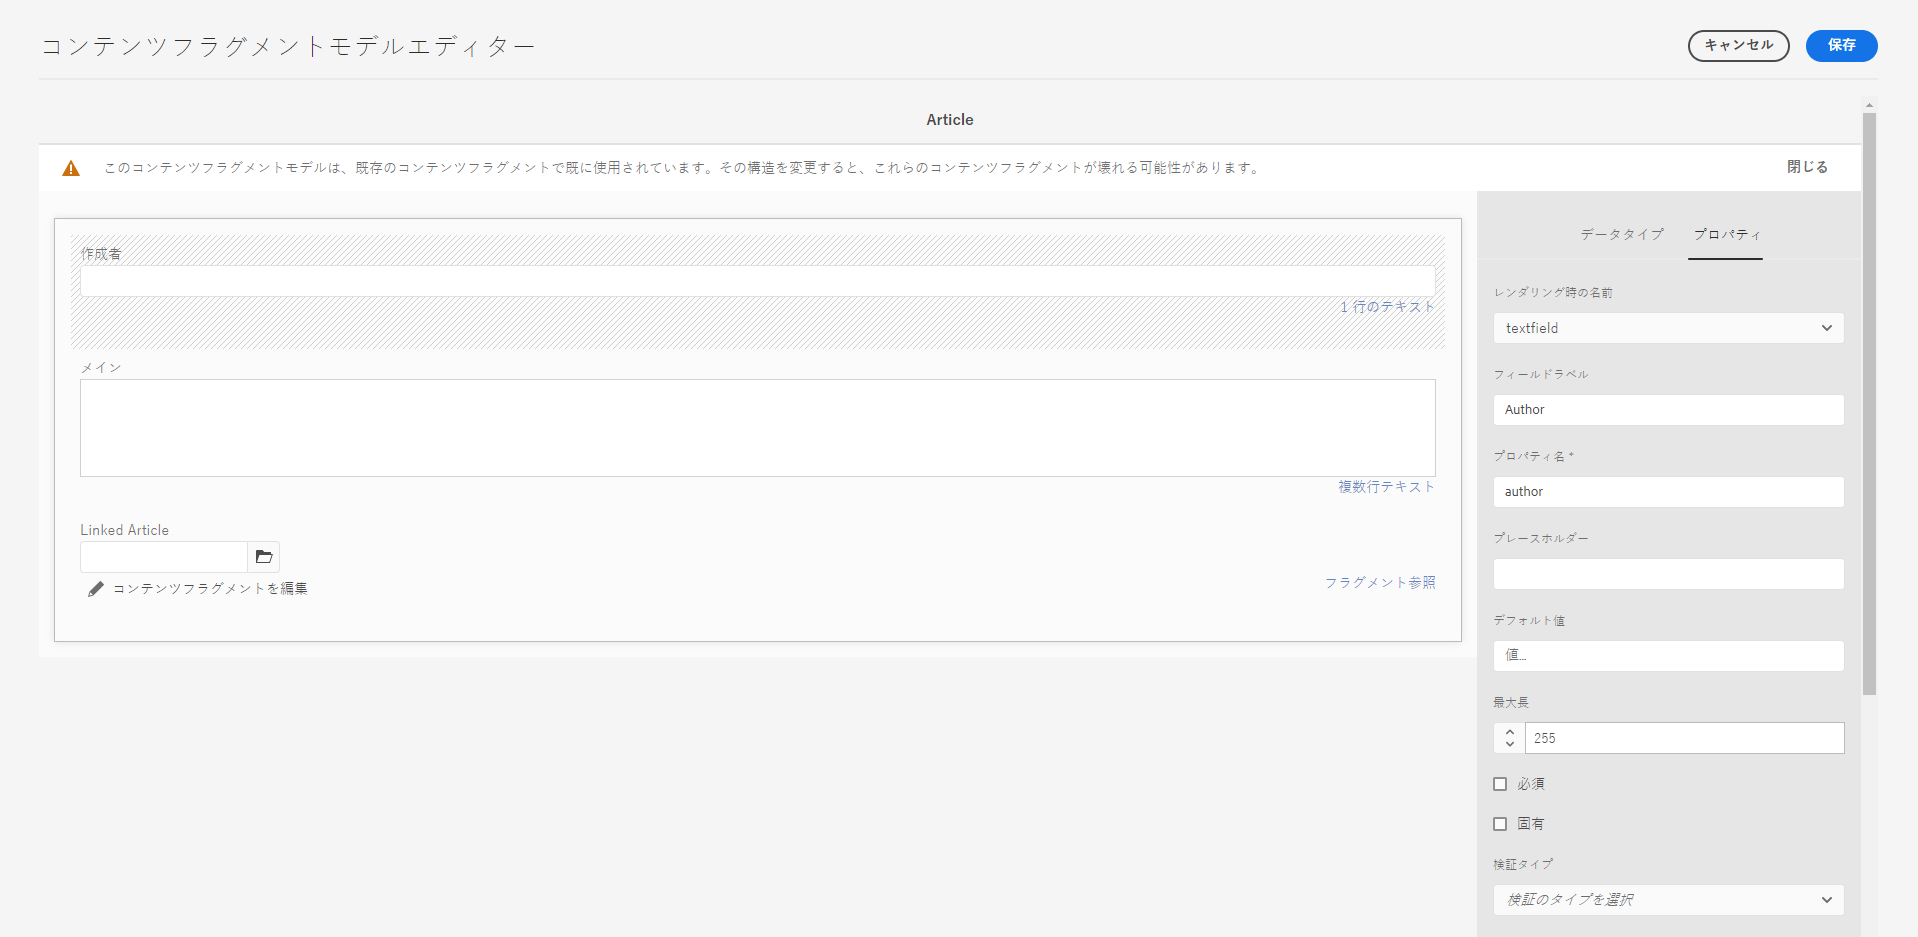 コンテンツフラグメントモデルエディター
キャンセル
保存
Article
このコンテンツフラグメントモデルは、既存のコンテンツフラグメントで既に使用されています。その構造を変更すると、これらのコンテンツフラグメントが壊れる可能性があります。
閉じる
作成者
1 行のテキスト
メイン
複数行テキスト
Linked Article
コンテンツフラグメントを編集
フラグメント参照
データタイプ
プロパティ
レンダリング時の名前
textfield
フィールドラベル
Author
プロパティ名 *
author
プレースホルダー
デフォルト値
値...
最大長
255
必須
固有
検証タイプ
検証のタイプを選択